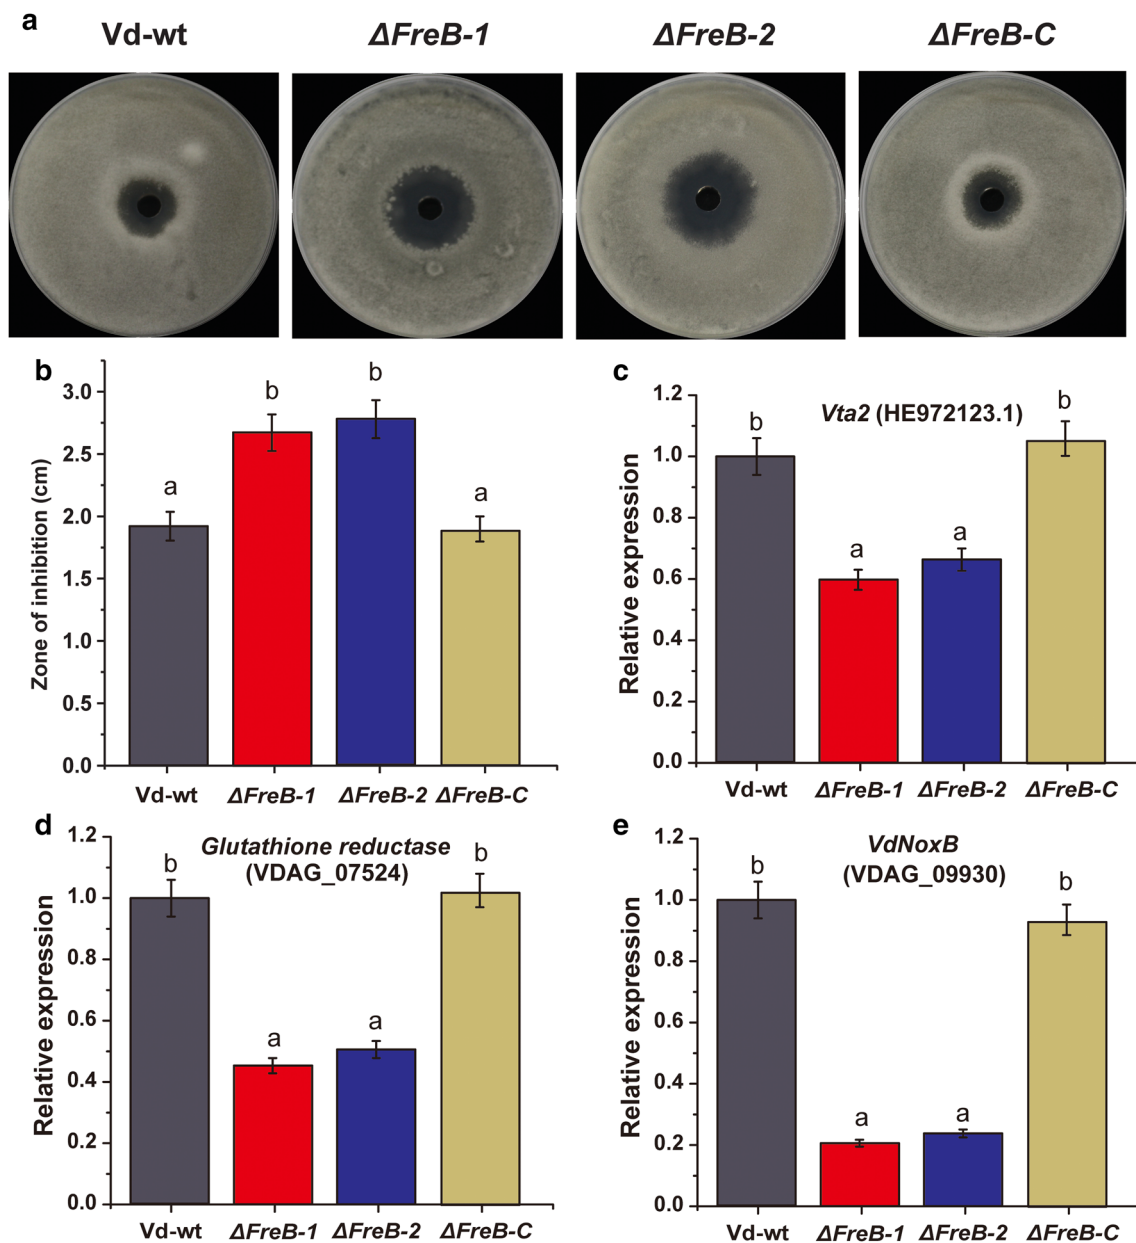 a
Vd-wt ΔFreB-1 ΔFreB-2 ΔFreB-C
b
Zone of inhibition (cm)
3.0
2.5
2.0
1.5
1.0
0.5
0.0
a b b a
Vd-wt ΔFreB-1 ΔFreB-2 ΔFreB-C
c
Vta2 (HE972123.1)
Relative expression
1.2
1.0
0.8
0.6
0.4
0.2
0.0
b a a b
Vd-wt ΔFreB-1 ΔFreB-2 ΔFreB-C
d
Glutathione reductase
(VDAG_07524)
Relative expression
1.2
1.0
0.8
0.6
0.4
0.2
0.0
b a a b
Vd-wt ΔFreB-1 ΔFreB-2 ΔFreB-C
e
VdNoxB
(VDAG_09930)
Relative expression
1.2
1.0
0.8
0.6
0.4
0.2
0.0
b a a b
Vd-wt ΔFreB-1 ΔFreB-2 ΔFreB-C